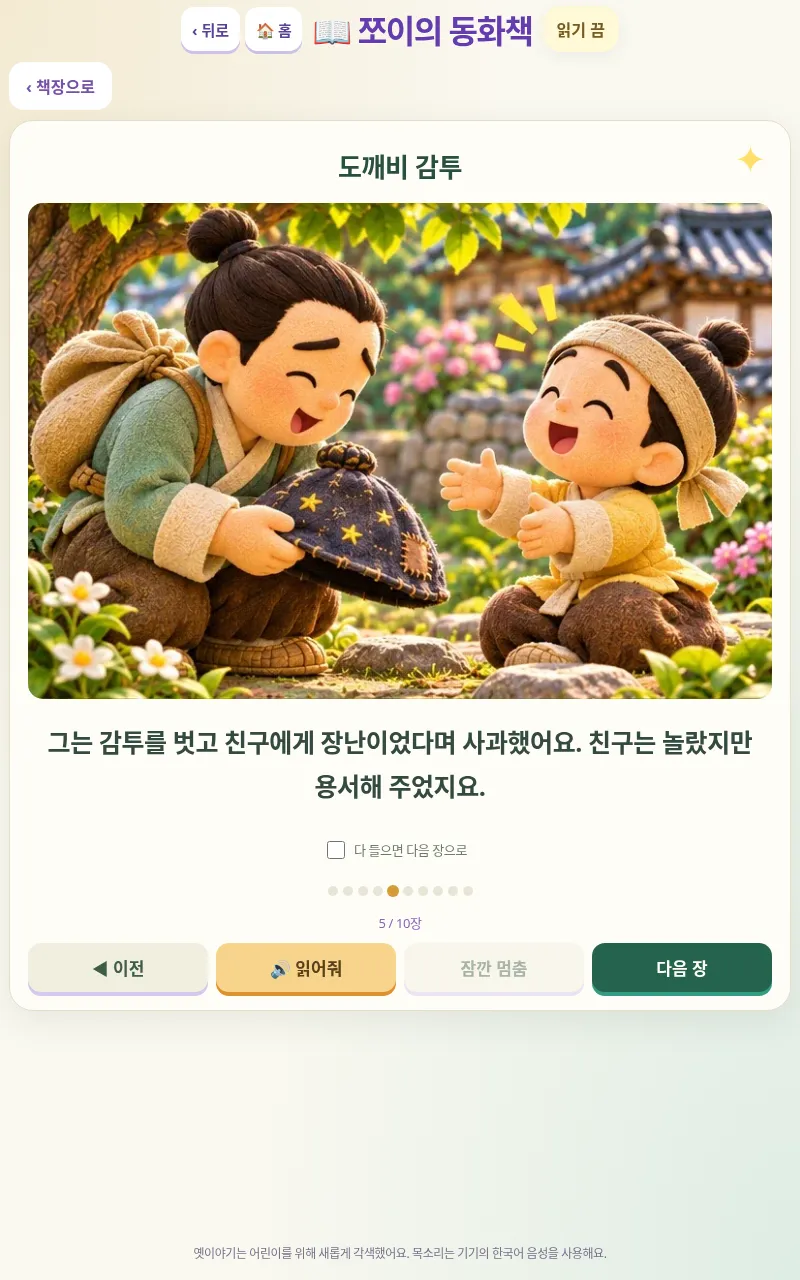 ‹ 뒤로
🏠 홈
📖 쪼이의 동화책
읽기 끔
‹ 책장으로
도깨비 감투
그는 감투를 벗고 친구에게 장난이었다며 사과했어요. 친구는 놀랐지만
용서해 주었지요.
다 들으면 다음 장으로
5 / 10장
◀ 이전
🔊 읽어줘
잠깐 멈춤
다음 장
옛이야기는 어린이를 위해 새롭게 각색했어요. 목소리는 기기의 한국어 음성을 사용해요.